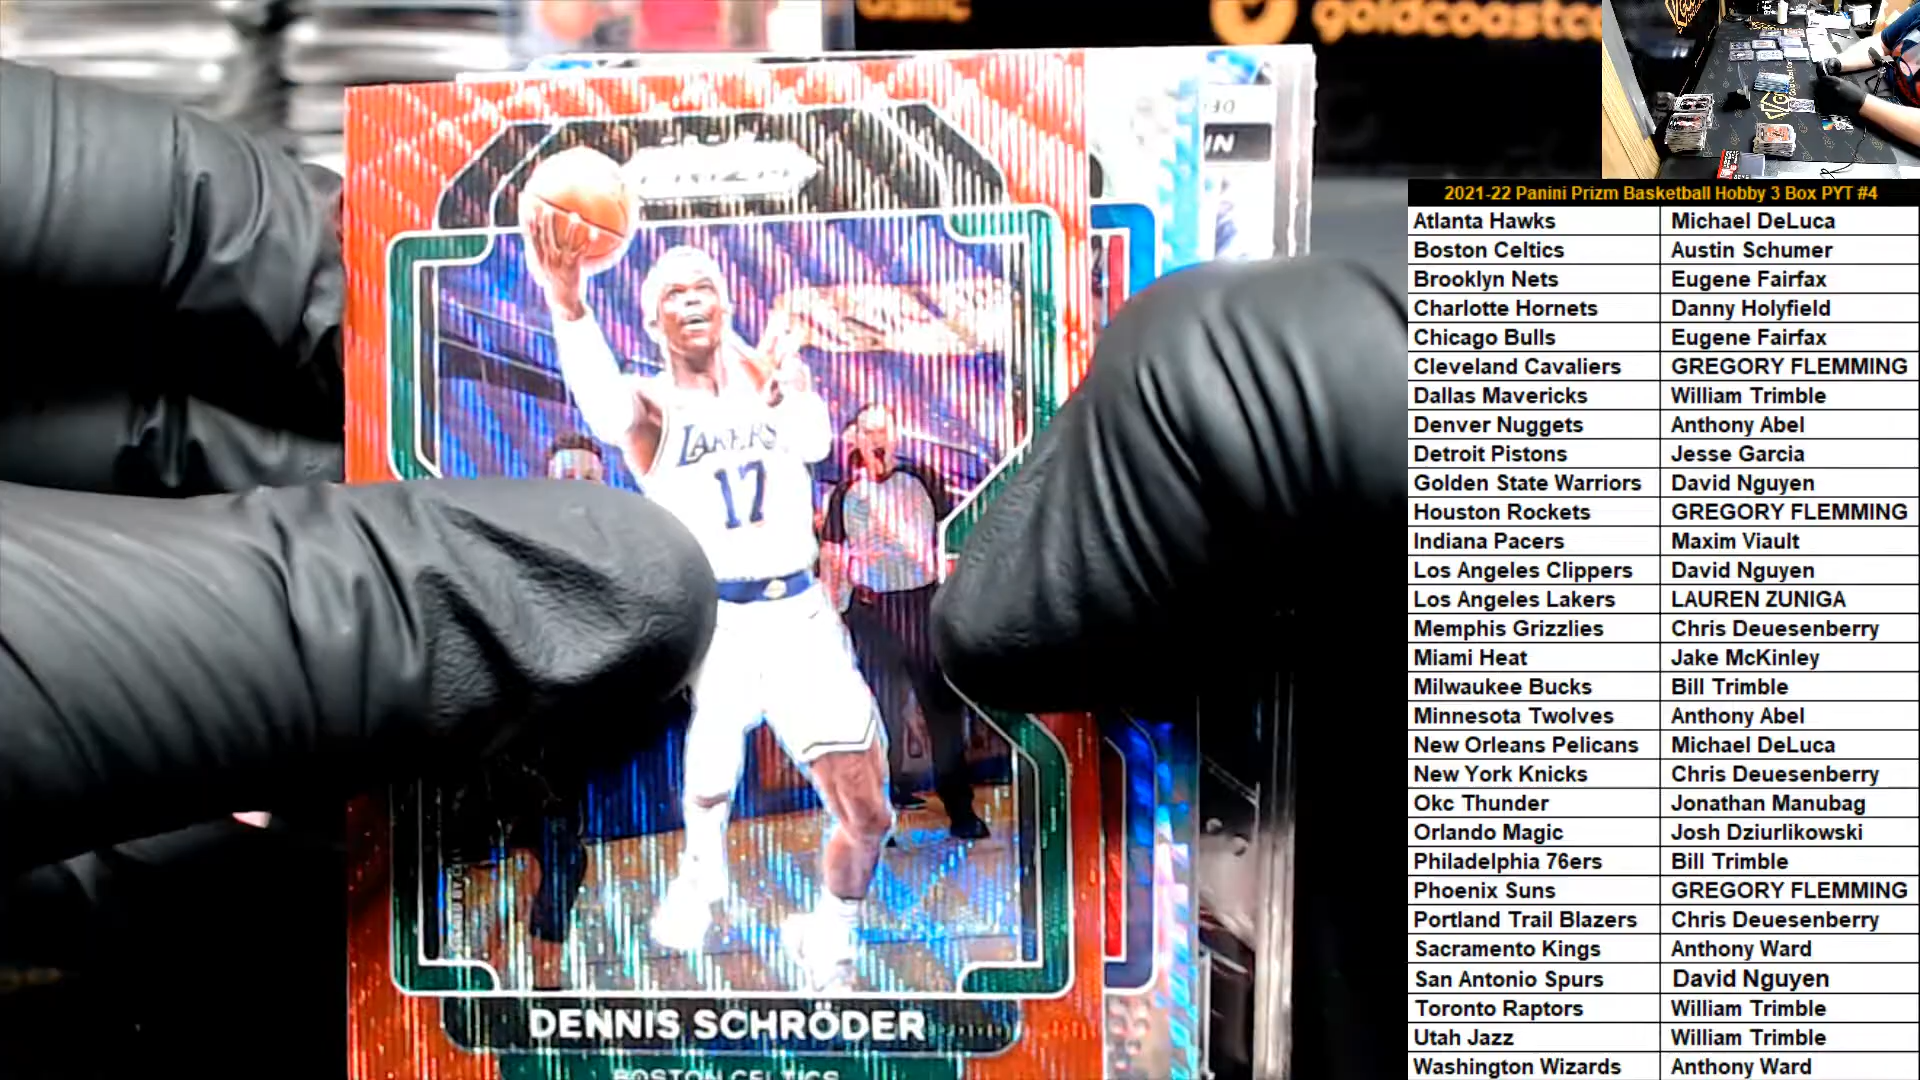 goldcoastc
30
IN
PRIZM
LAKERS
17
DENNIS SCHRÖDER
BOSTON CELTICS
2021-22 Panini Prizm Basketball Hobby 3 Box PYT #4
Atlanta Hawks Michael DeLuca
Boston Celtics Austin Schumer
Brooklyn Nets Eugene Fairfax
Charlotte Hornets Danny Holyfield
Chicago Bulls Eugene Fairfax
Cleveland Cavaliers GREGORY FLEMMING
Dallas Mavericks William Trimble
Denver Nuggets Anthony Abel
Detroit Pistons Jesse Garcia
Golden State Warriors David Nguyen
Houston Rockets GREGORY FLEMMING
Indiana Pacers Maxim Viault
Los Angeles Clippers David Nguyen
Los Angeles Lakers LAUREN ZUNIGA
Memphis Grizzlies Chris Deuesenberry
Miami Heat Jake McKinley
Milwaukee Bucks Bill Trimble
Minnesota Twolves Anthony Abel
New Orleans Pelicans Michael DeLuca
New York Knicks Chris Deuesenberry
Okc Thunder Jonathan Manubag
Orlando Magic Josh Dziurlikowski
Philadelphia 76ers Bill Trimble
Phoenix Suns GREGORY FLEMMING
Portland Trail Blazers Chris Deuesenberry
Sacramento Kings Anthony Ward
San Antonio Spurs David Nguyen
Toronto Raptors William Trimble
Utah Jazz William Trimble
Washington Wizards Anthony Ward